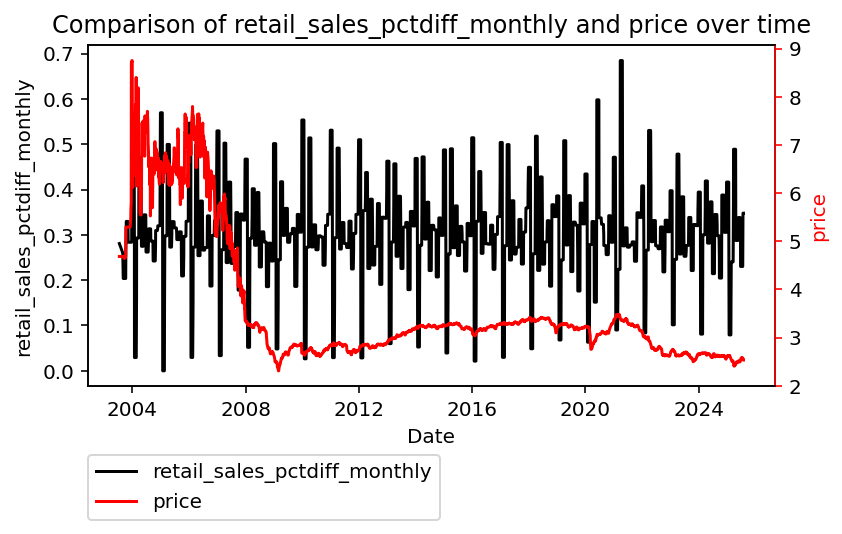 Comparison of retail_sales_pctdiff_monthly and price over time
retail_sales_pctdiff_monthly
0.7
0.6
0.5
0.4
0.3
0.2
0.1
0.0
9
8
7
6
5
4
3
2
price
2004 2008 2012 2016 2020 2024
Date
retail_sales_pctdiff_monthly
price